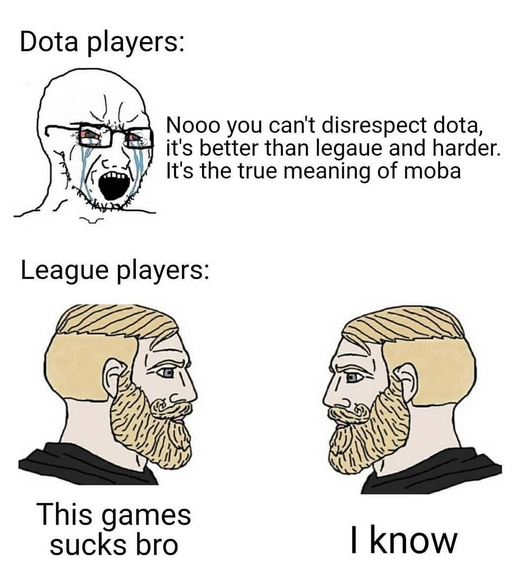 Dota players:
Nooo you can't disrespect dota,
it's better than legaue and harder.
It's the true meaning of moba
League players:
This games
sucks bro
I know